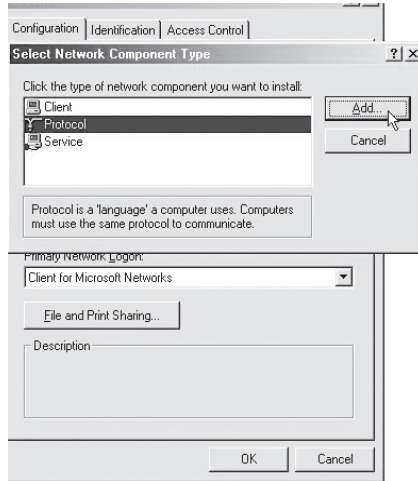 Configuration Identification Access Control
Select Network Component Type ? ×
Click the type of network component you want to install:
Client
Protocol
Service
Add...
Cancel
Protocol is a 'language' a computer uses. Computers
must use the same protocol to communicate.
Primary Network Logon:
Client for Microsoft Networks
File and Print Sharing...
Description
OK Cancel